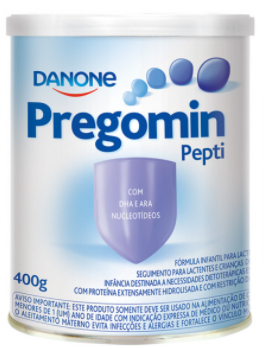 DANONE
Pregomin
Pepti
COM
DHA E ARA
NUCLEOTÍDEOS
400g
FÓRMULA INFANTIL PARA LACT
SEGUIMENTO PARA LACTENTES E CRIANÇAS D
INFÂNCIA DESTINADA A NECESSIDADES DIETOTERÁPICAS E
COM PROTEÍNA EXTENSAMENTE HIDROLISADA E COM RESTRIÇÃO D
AVISO IMPORTANTE: ESTE PRODUTO SOMENTE DEVE SER USADO NA ALIMENTAÇÃO DE
MENORES DE 1 (UM) ANO DE IDADE COM INDICAÇÃO EXPRESSA DE MÉDICO OU NUTRI
O ALEITAMENTO MATERNO EVITA INFECÇÕES E ALERGIAS E FORTALECE O VÍNCULO